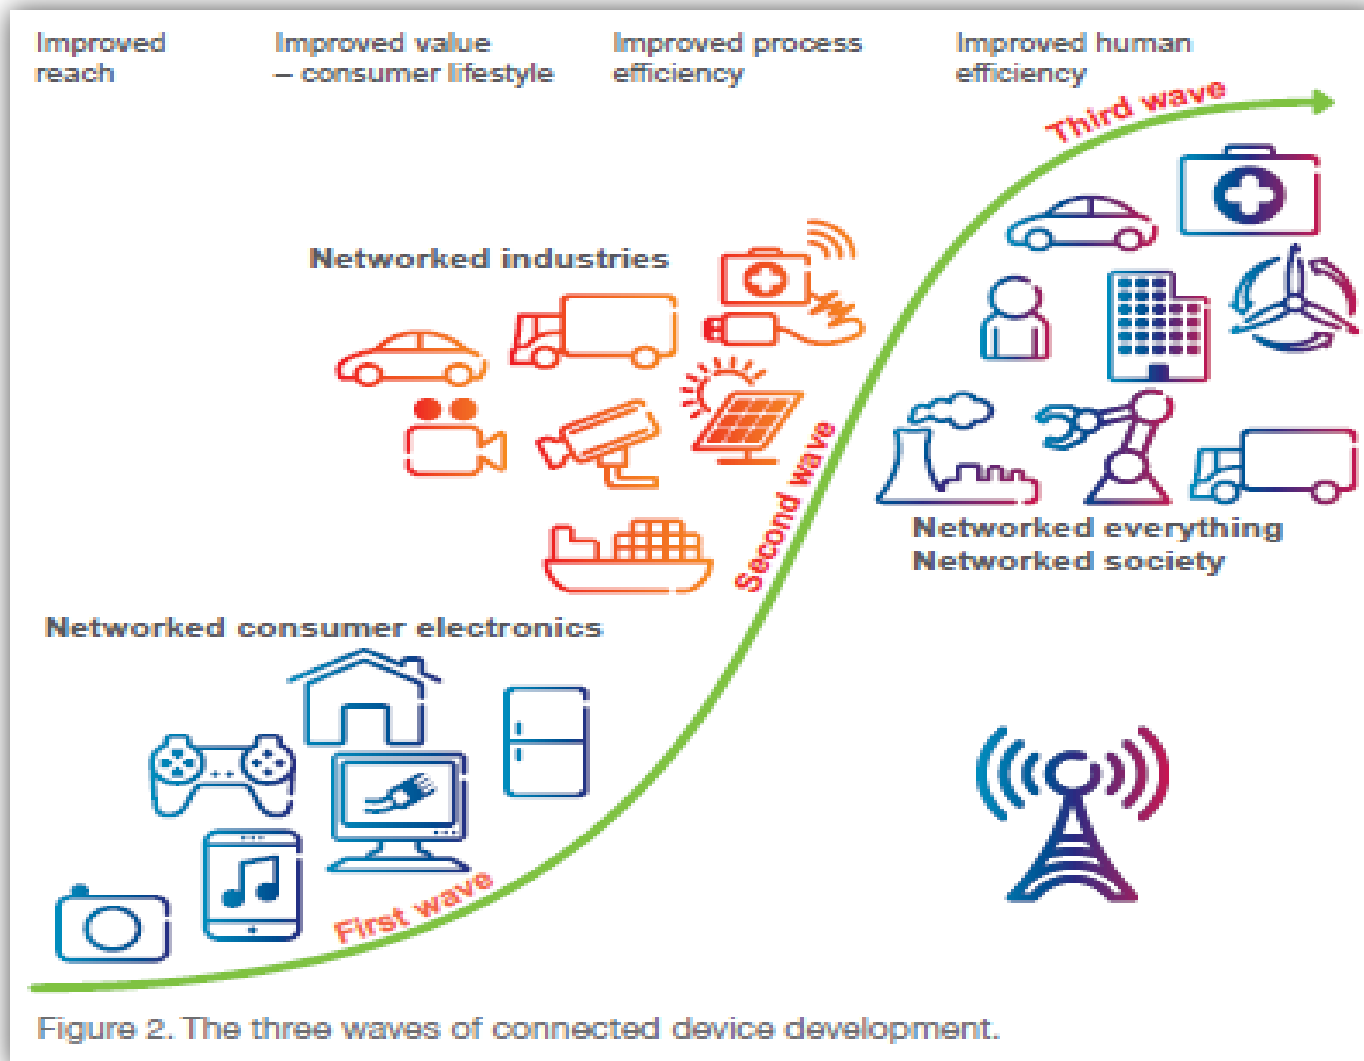 Improved
reach
Improved value
– consumer lifestyle
Improved process
efficiency
Improved human
efficiency
Third wave
Networked industries
Second wave
Networked everything
Networked society
Networked consumer electronics
First wave
Figure 2. The three waves of connected device development.